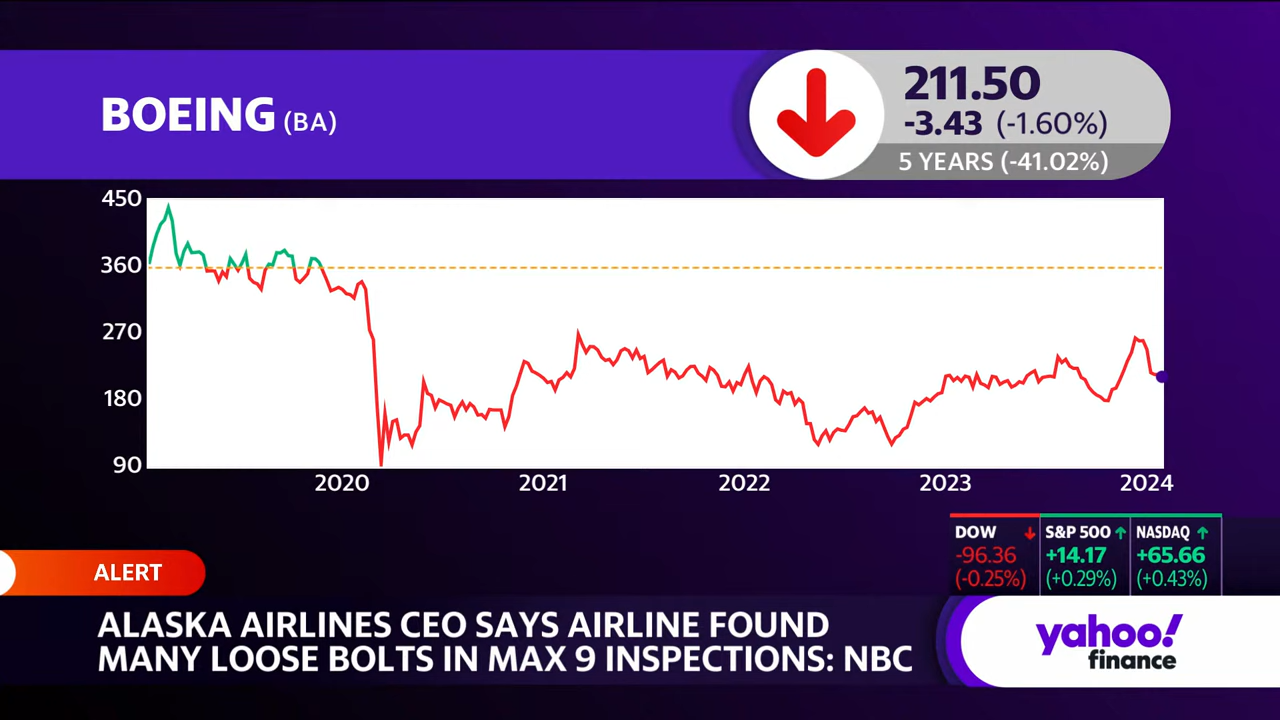 BOEING (BA)
211.50
-3.43 (-1.60%)
5 YEARS (-41.02%)
450
360
270
180
90
2020 2021 2022 2023 2024
DOW S&P 500 NASDAQ
-96.36 +14.17 +65.66
(-0.25%) (+0.29%) (+0.43%)
ALERT
ALASKA AIRLINES CEO SAYS AIRLINE FOUND
MANY LOOSE BOLTS IN MAX 9 INSPECTIONS: NBC
yahoo!
finance